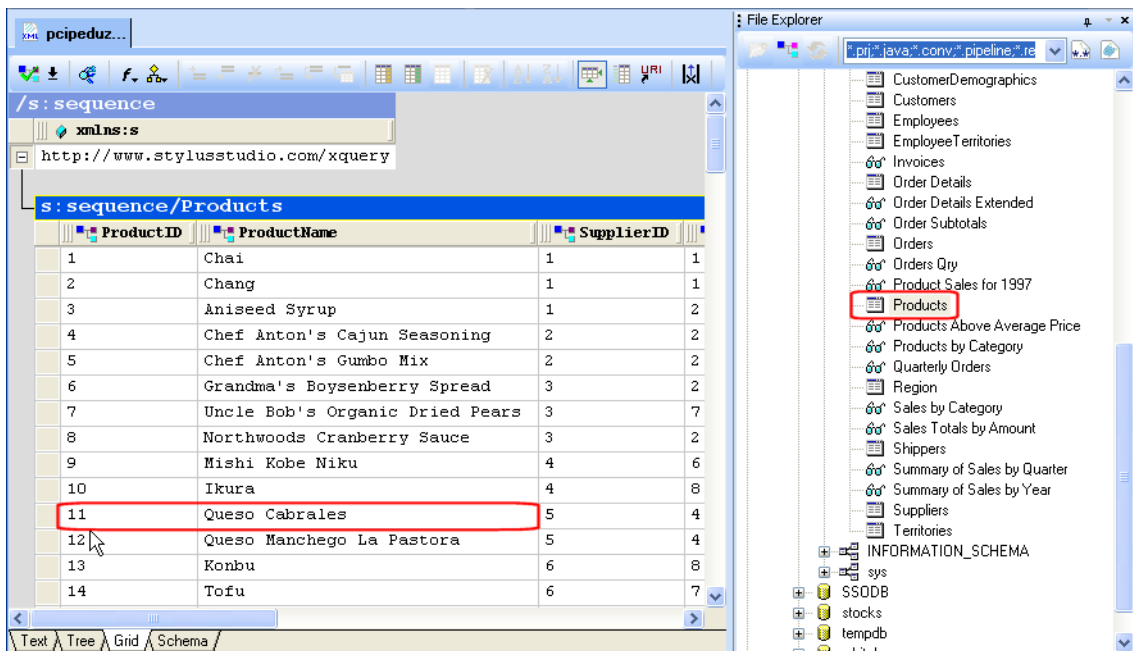 pcipeduz...
URI
/s:sequence
xmlns:s
http://www.stylusstudio.com/xquery
s:sequence/Products
ProductID ProductName SupplierID
1 Chai 1 1
2 Chang 1 1
3 Aniseed Syrup 1 2
4 Chef Anton's Cajun Seasoning 2 2
5 Chef Anton's Gumbo Mix 2 2
6 Grandma's Boysenberry Spread 3 2
7 Uncle Bob's Organic Dried Pears 3 7
8 Northwoods Cranberry Sauce 3 2
9 Mishi Kobe Niku 4 6
10 Ikura 4 8
11 Queso Cabrales 5 4
12 Queso Manchego La Pastora 5 4
13 Konbu 6 8
14 Tofu 6 7
Text Tree Grid Schema
File Explorer
*.prj;*.java;*.conv;*.pipeline;*.re
CustomerDemographics
Customers
Employees
EmployeeTerritories
Invoices
Order Details
Order Details Extended
Order Subtotals
Orders
Orders Qry
Product Sales for 1997
Products
Products Above Average Price
Products by Category
Quarterly Orders
Region
Sales by Category
Sales Totals by Amount
Shippers
Summary of Sales by Quarter
Summary of Sales by Year
Suppliers
Territories
INFORMATION_SCHEMA
sys
SSODB
stocks
tempdb